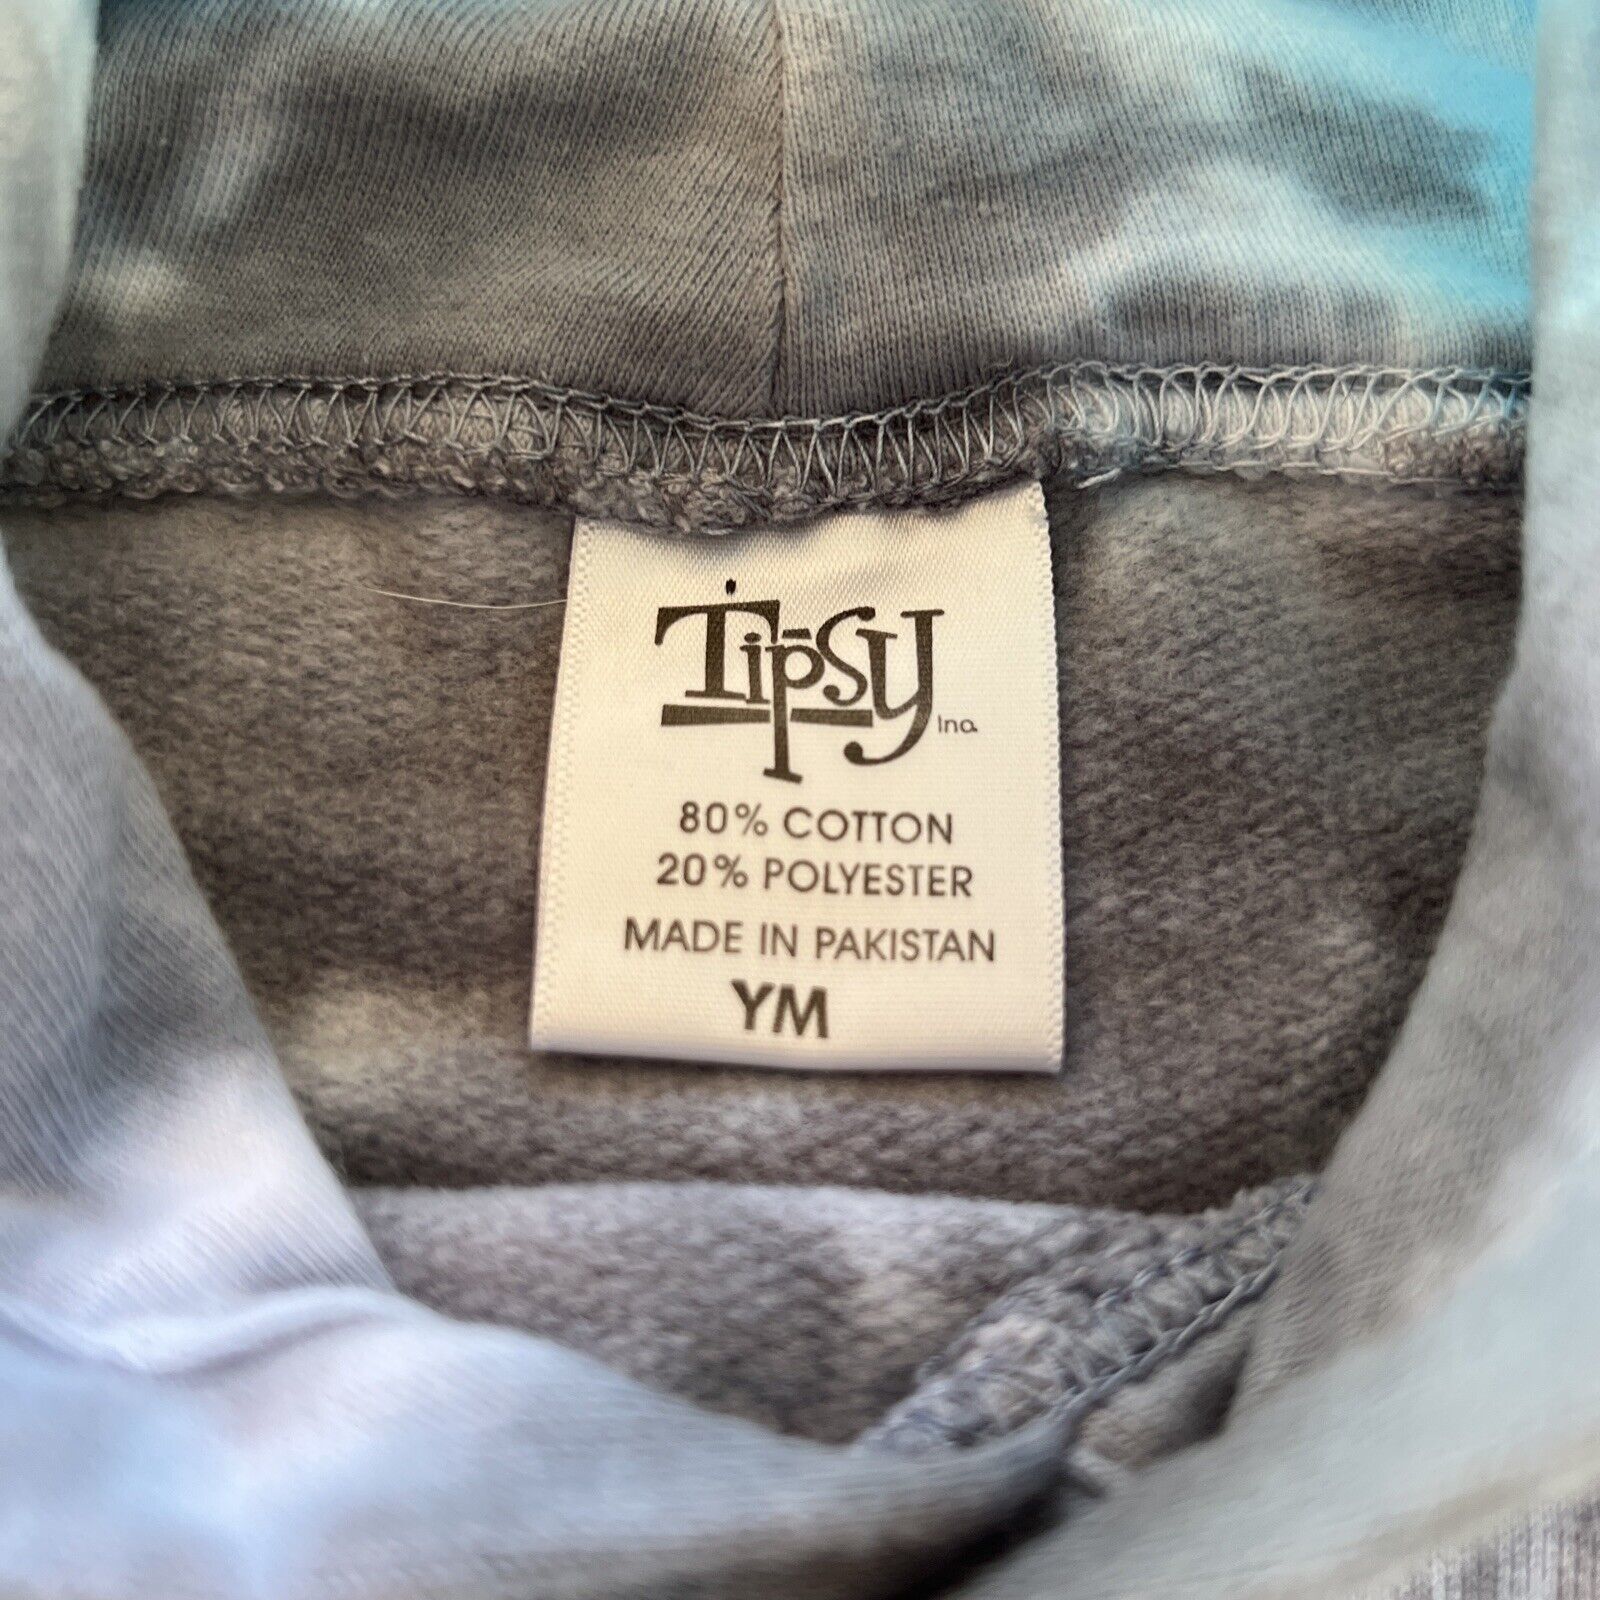 Tipsy Inc.
80% COTTON
20% POLYESTER
MADE IN PAKISTAN
YM